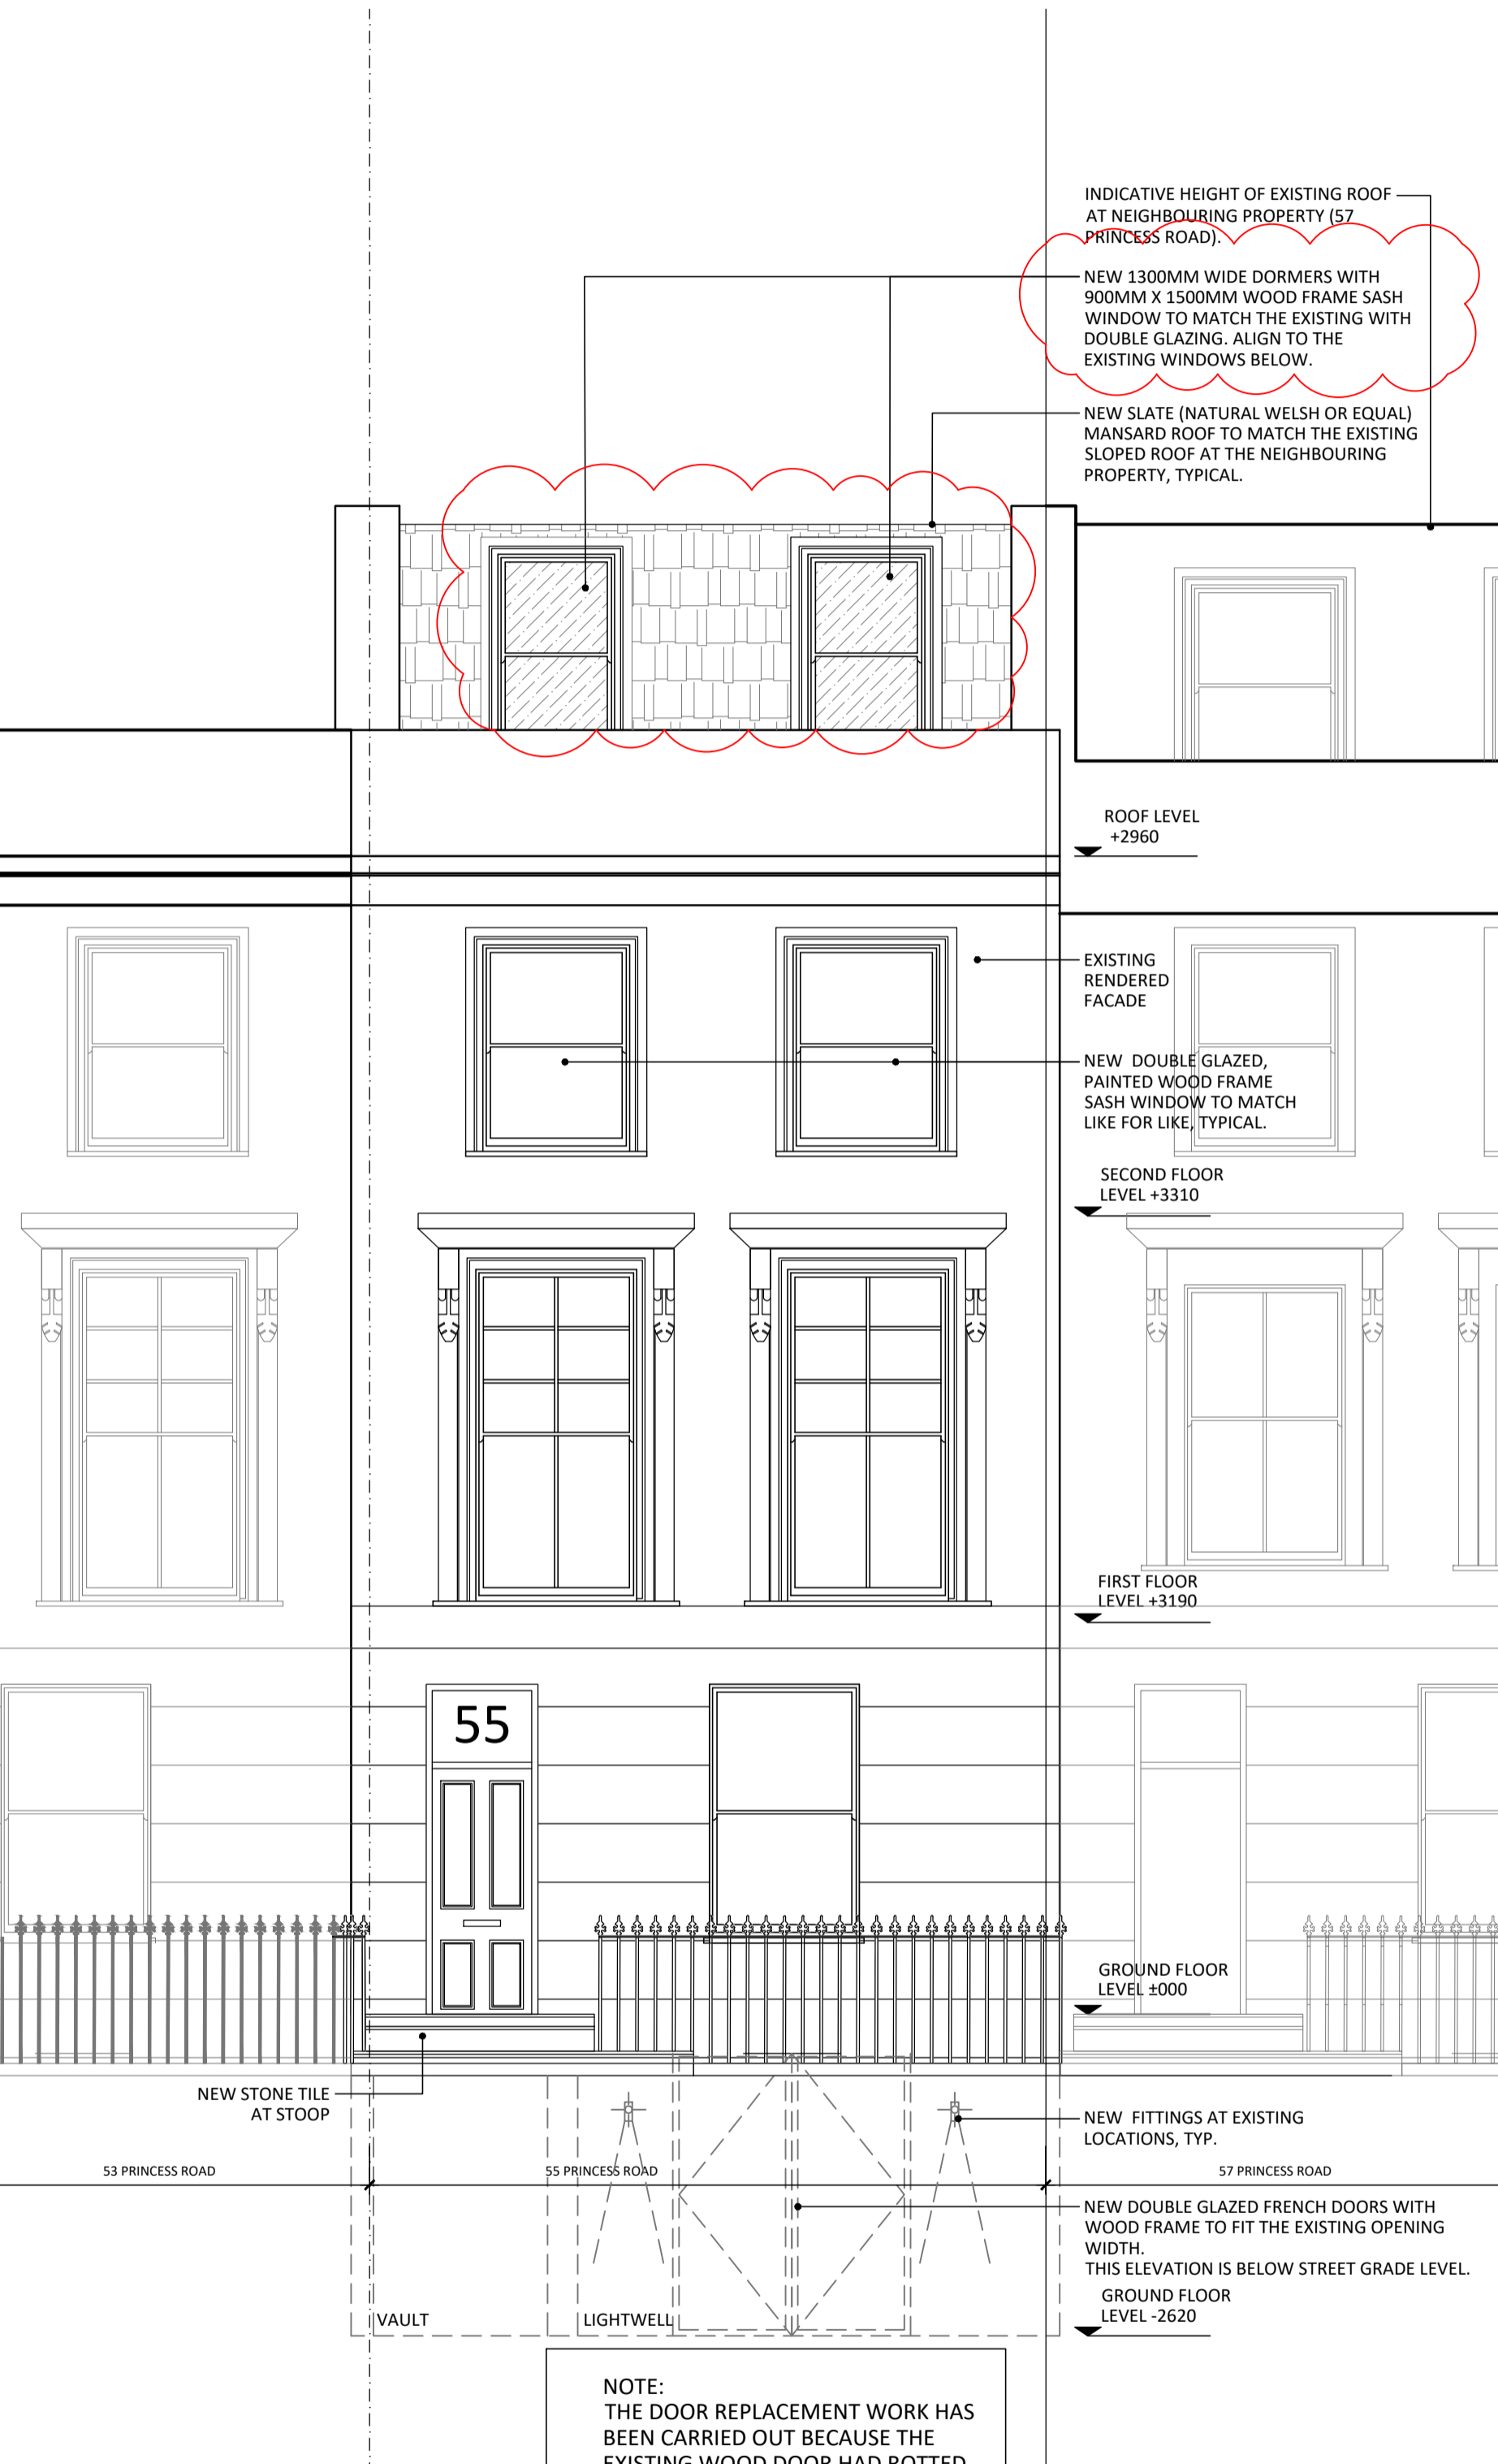 INDICATIVE HEIGHT OF EXISTING ROOF
AT NEIGHBOURING PROPERTY (57
PRINCESS ROAD).
NEW 1300MM WIDE DORMERS WITH
900MM X 1500MM WOOD FRAME SASH
WINDOW TO MATCH THE EXISTING WITH
DOUBLE GLAZING. ALIGN TO THE
EXISTING WINDOWS BELOW.
NEW SLATE (NATURAL WELSH OR EQUAL)
MANSARD ROOF TO MATCH THE EXISTING
SLOPED ROOF AT THE NEIGHBOURING
PROPERTY, TYPICAL.
ROOF LEVEL
+2960
EXISTING
RENDERED
FACADE
NEW DOUBLE GLAZED,
PAINTED WOOD FRAME
SASH WINDOW TO MATCH
LIKE FOR LIKE, TYPICAL.
SECOND FLOOR
LEVEL +3310
FIRST FLOOR
LEVEL +3190
55
GROUND FLOOR
LEVEL ±000
NEW STONE TILE
AT STOOP
NEW FITTINGS AT EXISTING
LOCATIONS, TYP.
53 PRINCESS ROAD
55 PRINCESS ROAD
57 PRINCESS ROAD
NEW DOUBLE GLAZED FRENCH DOORS WITH
WOOD FRAME TO FIT THE EXISTING OPENING
WIDTH.
THIS ELEVATION IS BELOW STREET GRADE LEVEL.
GROUND FLOOR
LEVEL -2620
VAULT
LIGHTWELL
NOTE:
THE DOOR REPLACEMENT WORK HAS
BEEN CARRIED OUT BECAUSE THE
EXISTING WOOD DOOR HAD ROTTED